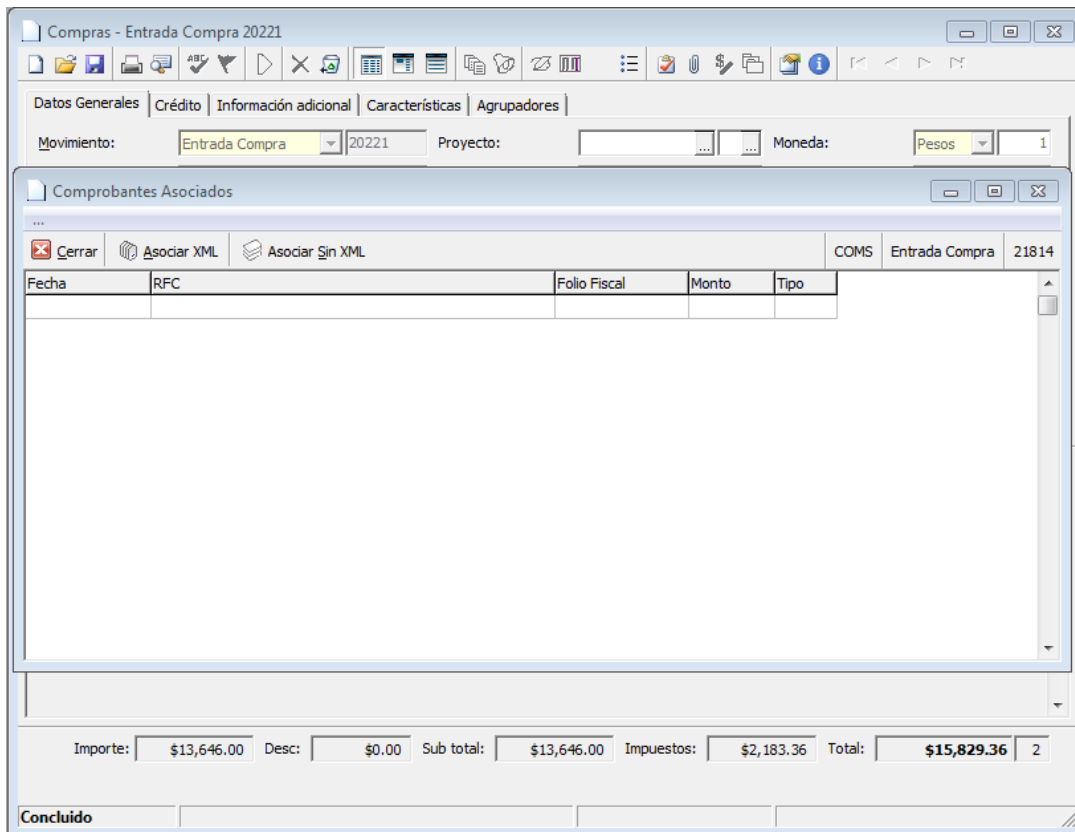 Compras - Entrada Compra 20221
Datos Generales Crédito Información adicional Características Agrupadores
Movimiento: Entrada Compra 20221 Proyecto: ... ... Moneda: Pesos 1
Comprobantes Asociados
...
Cerrar Asociar XML Asociar Sin XML COMS Entrada Compra 21814
Fecha RFC Folio Fiscal Monto Tipo
Importe: $13,646.00 Desc: $0.00 Sub total: $13,646.00 Impuestos: $2,183.36 Total: $15,829.36 2
Concluido